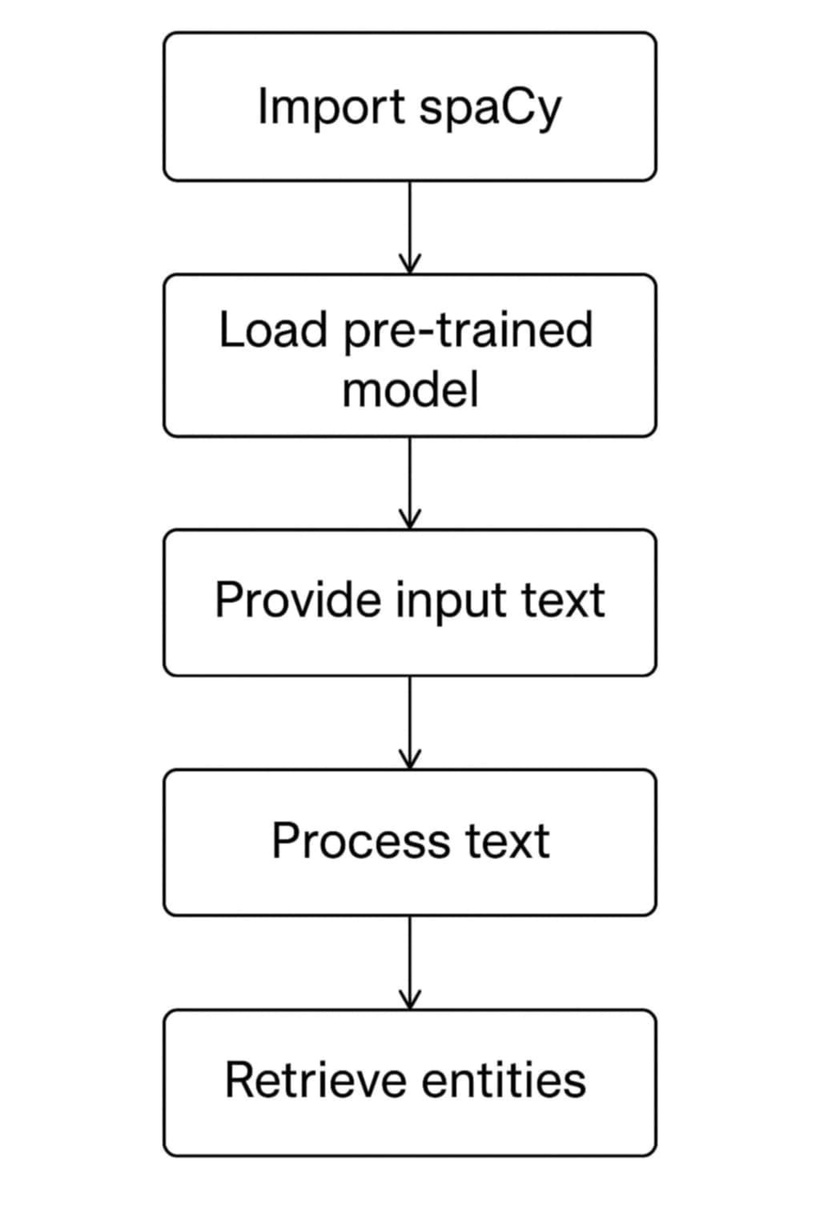 Import spaCy
Load pre-trained
model
Provide input text
Process text
Retrieve entities